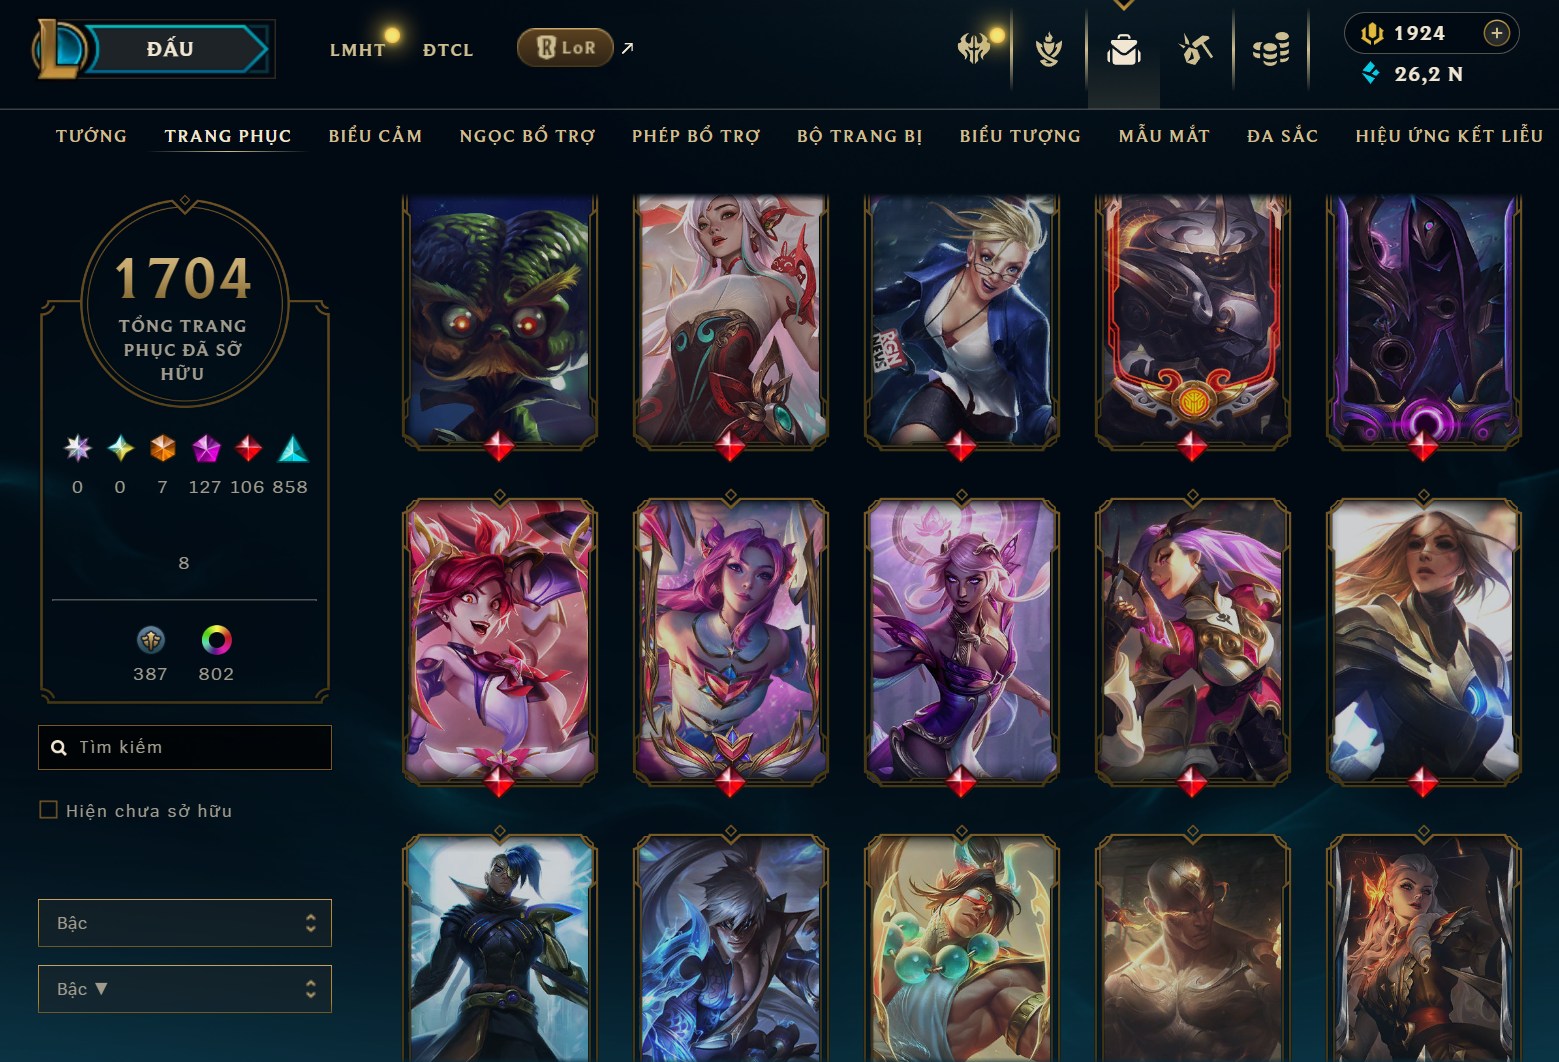 ĐẤU
LMHT
ĐTCL
LoR
1924
26,2 N
TƯỚNG
TRANG PHỤC
BIỂU CẢM
NGỌC BỔ TRỢ
PHÉP BỔ TRỢ
BỘ TRANG BỊ
BIỂU TƯỢNG
MẪU MẮT
ĐA SẮC
HIỆU ỨNG KẾT LIỄU
1704
TỔNG TRANG
PHỤC ĐÃ SỞ
HỮU
0
0
7
127
106
858
8
387
802
Tìm kiếm
Hiện chưa sở hữu
Bậc
Bậc ▼
RGN
NEWS